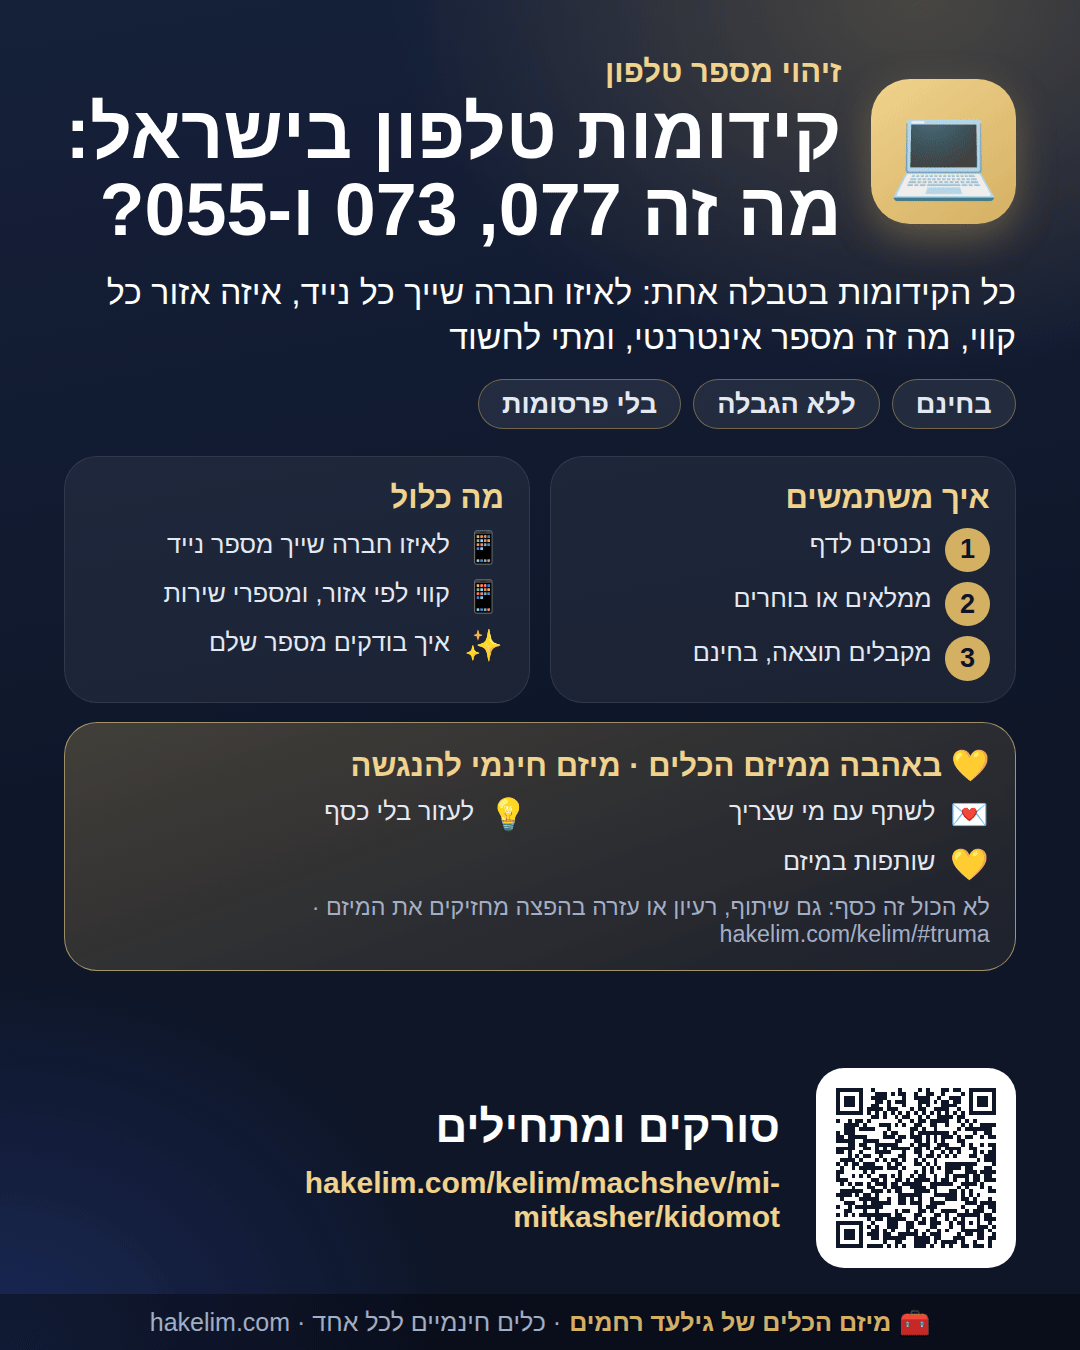 זיהוי מספר טלפון
קידומות טלפון בישראל:
מה זה 077, 073 ו-055?
כל הקידומות בטבלה אחת: לאיזו חברה שייך כל נייד, איזה אזור כל
קווי, מה זה מספר אינטרנטי, ומתי לחשוד
בחינם
ללא הגבלה
בלי פרסומות
איך משתמשים
1 נכנסים לדף
2 ממלאים או בוחרים
3 מקבלים תוצאה, בחינם
מה כלול
לאיזו חברה שייך מספר נייד
קווי לפי אזור, ומספרי שירות
איך בודקים מספר שלם
💛 באהבה ממיזם הכלים · מיזם חינמי להנגשה
💌 לשתף עם מי שצריך
💡 לעזור בלי כסף
💛 שותפות במיזם
לא הכול זה כסף: גם שיתוף, רעיון או עזרה בהפצה מחזיקים את המיזם ·
hakelim.com/kelim/#truma
סורקים ומתחילים
hakelim.com/kelim/machshev/mi-
mitkasher/kidomot
🧰 מיזם הכלים של גילעד רחמים · כלים חינמיים לכל אחד · hakelim.com